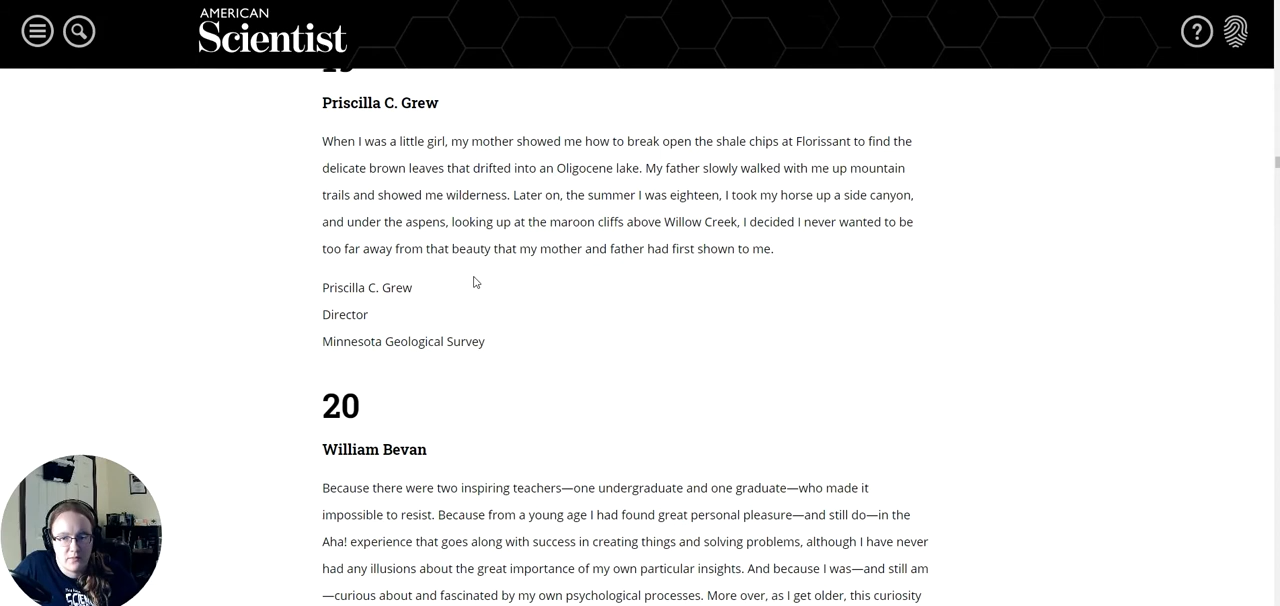 AMERICAN
Scientist
?
Priscilla C. Grew
When I was a little girl, my mother showed me how to break open the shale chips at Florissant to find the
delicate brown leaves that drifted into an Oligocene lake. My father slowly walked with me up mountain
trails and showed me wilderness. Later on, the summer I was eighteen, I took my horse up a side canyon,
and under the aspens, looking up at the maroon cliffs above Willow Creek, I decided I never wanted to be
too far away from that beauty that my mother and father had first shown to me.
Priscilla C. Grew
Director
Minnesota Geological Survey
20
William Bevan
Because there were two inspiring teachers—one undergraduate and one graduate—who made it
impossible to resist. Because from a young age I had found great personal pleasure—and still do—in the
Aha! experience that goes along with success in creating things and solving problems, although I have never
had any illusions about the great importance of my own particular insights. And because I was—and still am
—curious about and fascinated by my own psychological processes. More over, as I get older, this curiosity